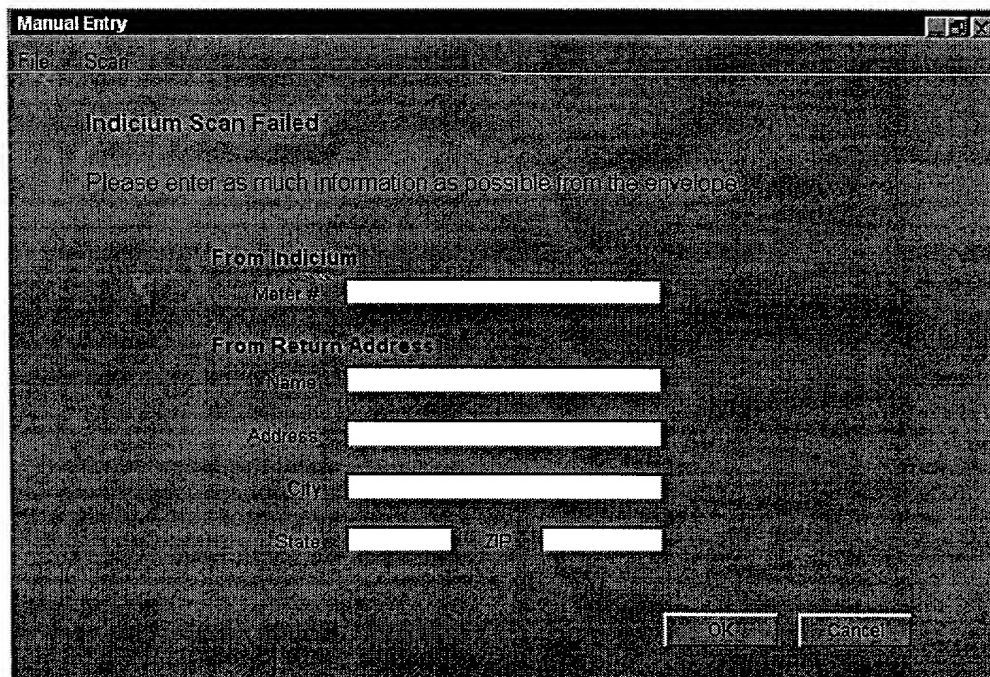 Manual Entry
File Scan
Indicium Scan Failed
Please enter as much information as possible from the envelope.
From Indicium
Meter #
From Return Address
Name
Address
City
State ZIP
OK Cancel